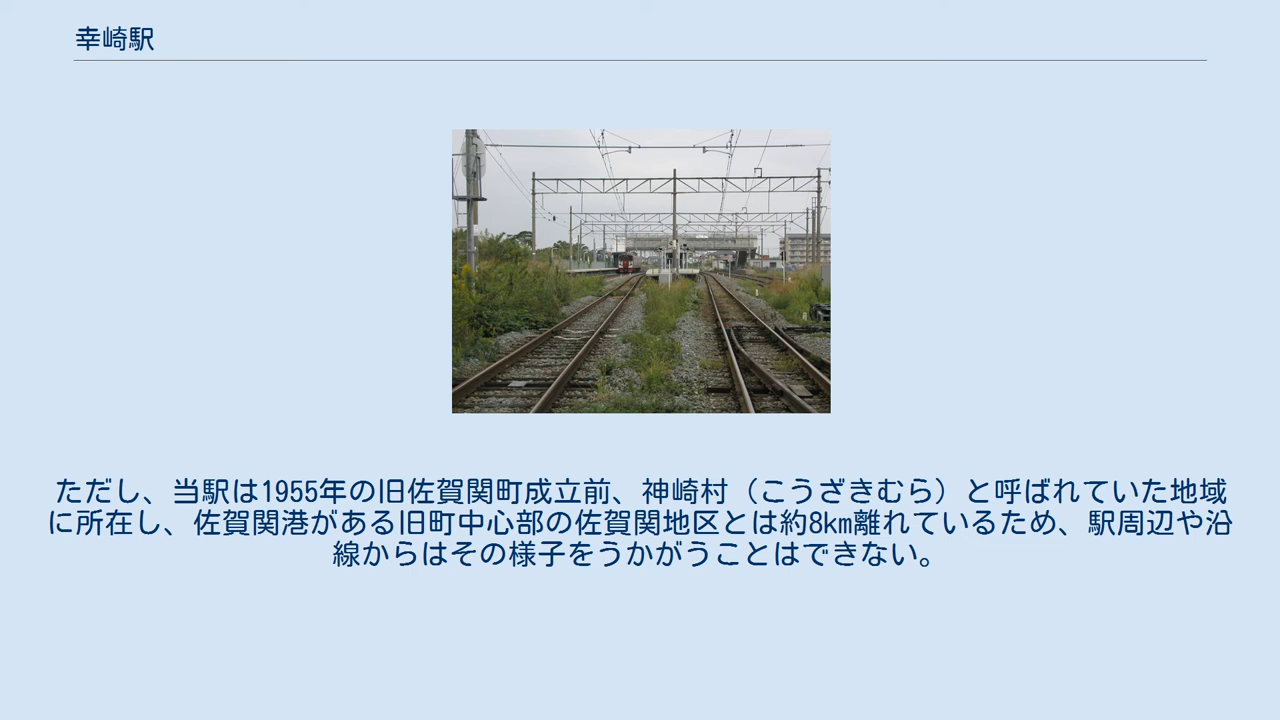 幸崎駅
ただし、当駅は1955年の旧佐賀関町成立前、神崎村（こうざきむら）と呼ばれていた地域
に所在し、佐賀関港がある旧町中心部の佐賀関地区とは約8km離れているため、駅周辺や沿
線からはその様子をうかがうことはできない。